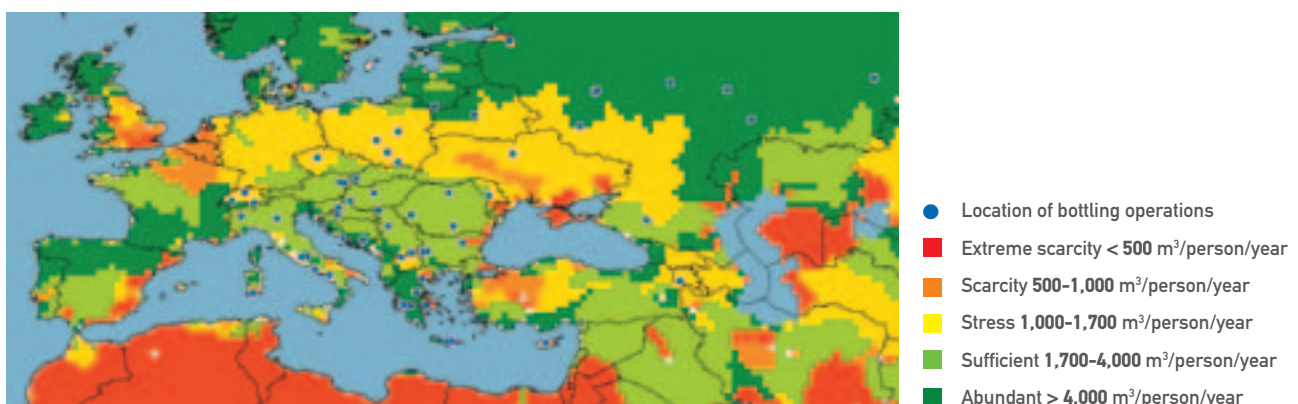 Location of bottling operations
Extreme scarcity < 500 m³/person/year
Scarcity 500-1,000 m³/person/year
Stress 1,000-1,700 m³/person/year
Sufficient 1,700-4,000 m³/person/year
Abundant > 4,000 m³/person/year